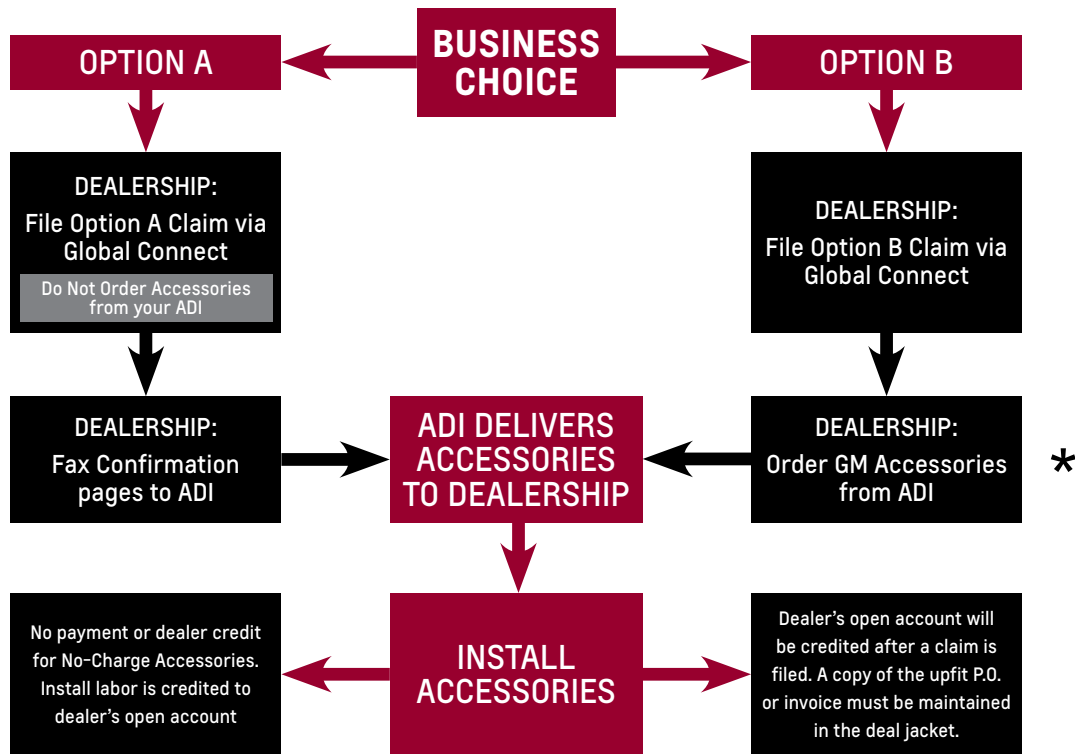 BUSINESS
CHOICE
OPTION A
OPTION B
DEALERSHIP:
File Option A Claim via
Global Connect
Do Not Order Accessories
from your ADI
DEALERSHIP:
File Option B Claim via
Global Connect
DEALERSHIP:
Fax Confirmation
pages to ADI
ADI DELIVERS
ACCESSORIES
TO DEALERSHIP
DEALERSHIP:
Order GM Accessories
from ADI
*
No payment or dealer credit
for No-Charge Accessories.
Install labor is credited to
dealer's open account
INSTALL
ACCESSORIES
Dealer's open account will
be credited after a claim is
filed. A copy of the upfit P.O.
or invoice must be maintained
in the deal jacket.